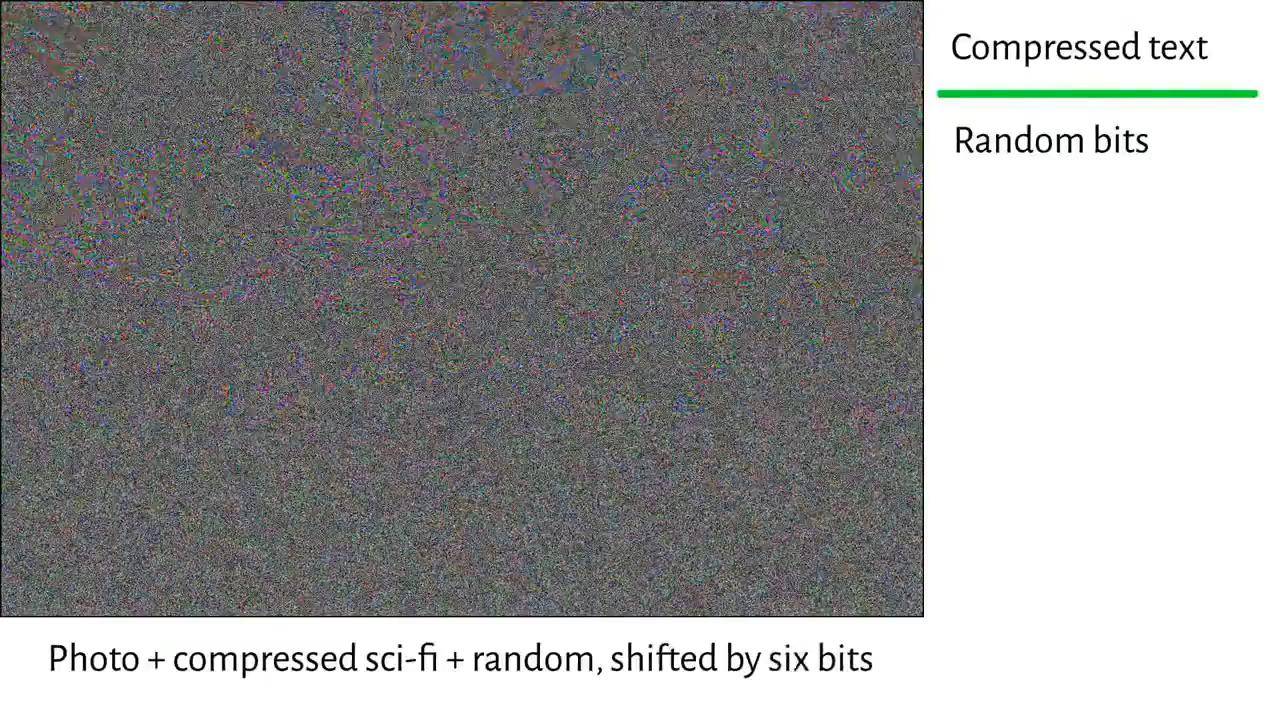 Compressed text
Random bits
Photo + compressed sci-fi + random, shifted by six bits